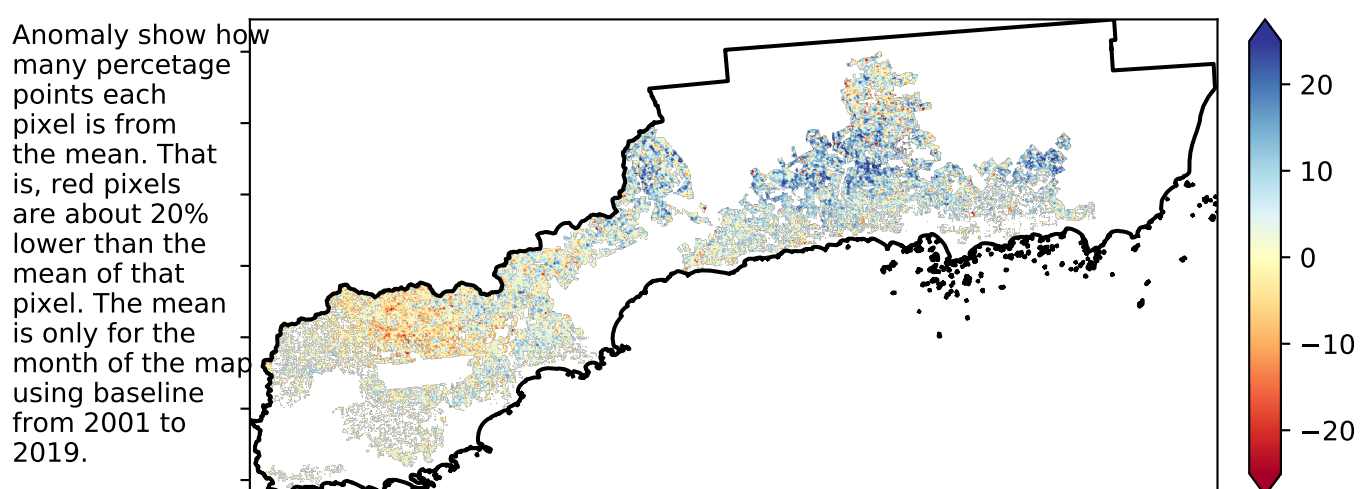 Anomaly show how
many percetage
points each
pixel is from
the mean. That
is, red pixels
are about 20%
lower than the
mean of that
pixel. The mean
is only for the
month of the map
using baseline
from 2001 to
2019.
20
10
0
−10
−20